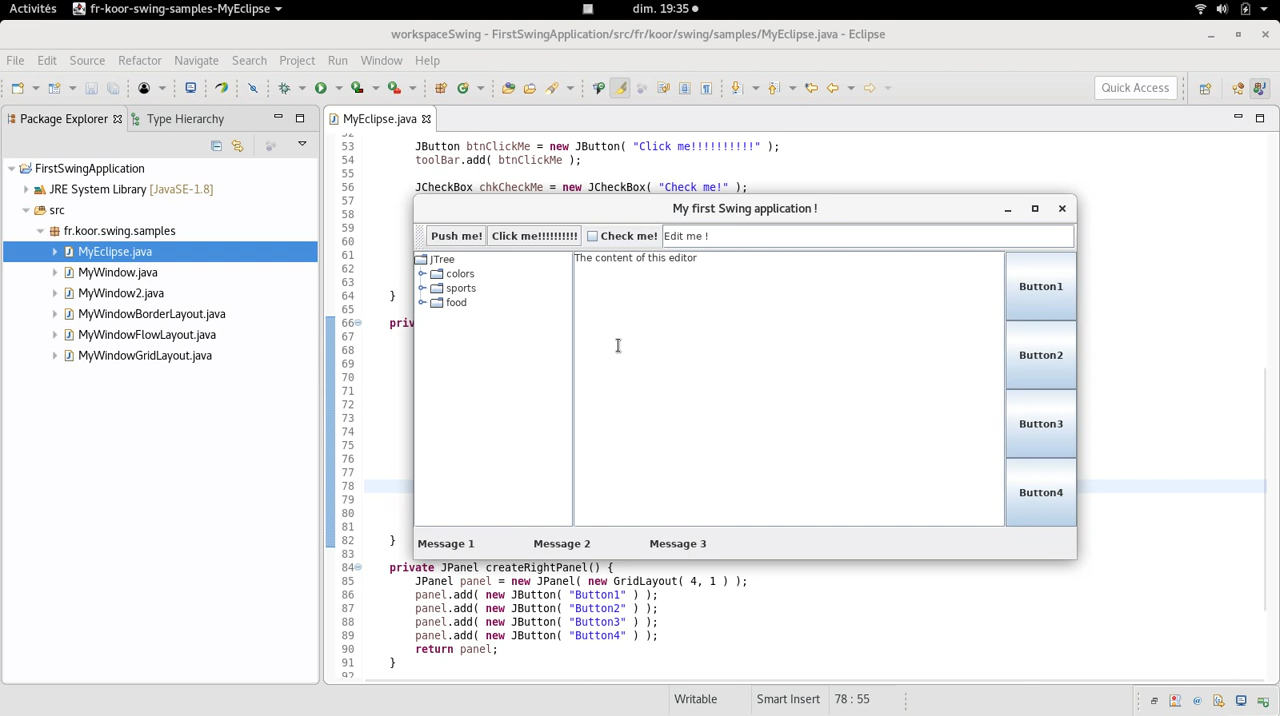 Activités
fr-koor-swing-samples-MyEclipse
dim. 19:35
workspaceSwing - FirstSwingApplication/src/fr/koor/swing/samples/MyEclipse.java - Eclipse
File Edit Source Refactor Navigate Search Project Run Window Help
Quick Access
Package Explorer
Type Hierarchy
FirstSwingApplication
JRE System Library [JavaSE-1.8]
src
fr.koor.swing.samples
MyEclipse.java
MyWindow.java
MyWindow2.java
MyWindowBorderLayout.java
MyWindowFlowLayout.java
MyWindowGridLayout.java
MyEclipse.java
52
53 JButton btnClickMe = new JButton( "Click me!!!!!!!!!!" );
54 toolBar.add( btnClickMe );
55
56 JCheckBox chkCheckMe = new JCheckBox( "Check me!" );
57
58
59
60
61
62
63
64 }
65
66 priv
67
68
69
70
71
72
73
74
75
76
77
78
79
80
81
82 }
83
84 private JPanel createRightPanel() {
85 JPanel panel = new JPanel( new GridLayout( 4, 1 ) );
86 panel.add( new JButton( "Button1" ) );
87 panel.add( new JButton( "Button2" ) );
88 panel.add( new JButton( "Button3" ) );
89 panel.add( new JButton( "Button4" ) );
90 return panel;
91 }
92
My first Swing application !
Push me! Click me!!!!!!!!!! Check me! Edit me !
JTree
colors
sports
food
The content of this editor
Button1
Button2
Button3
Button4
Message 1 Message 2 Message 3
Writable Smart Insert 78 : 55